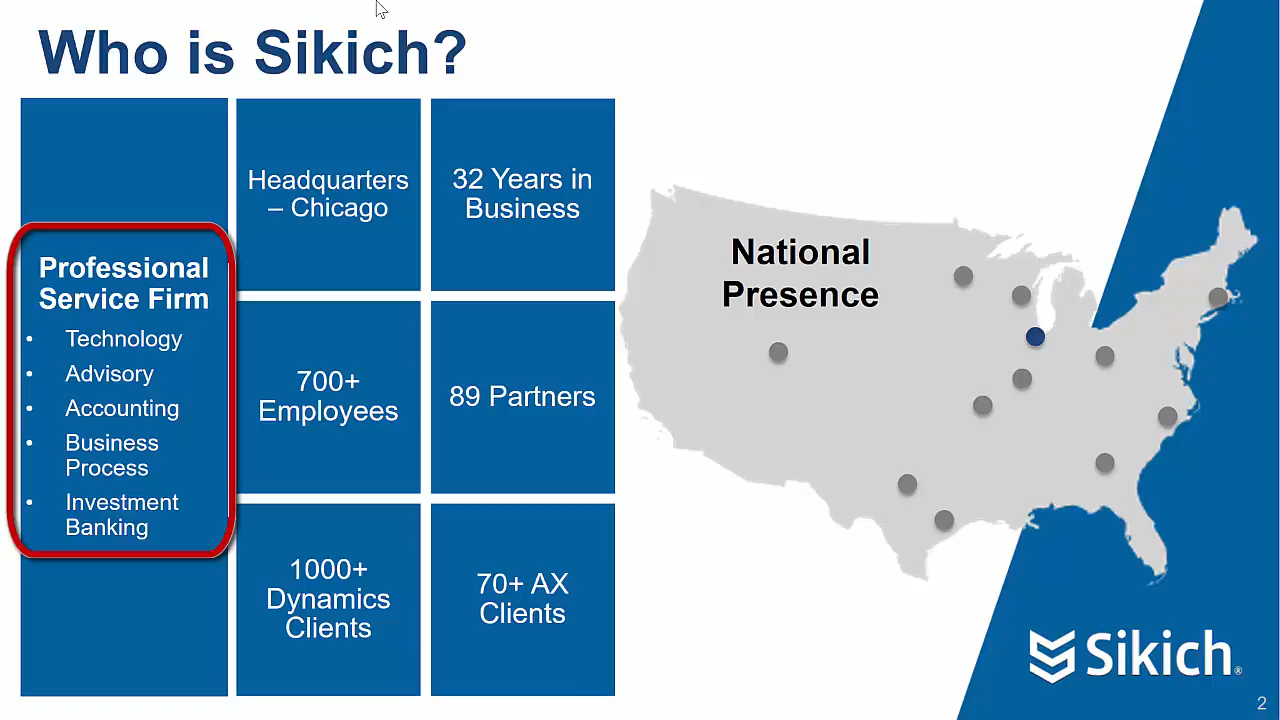 Who is Sikich?
Professional
Service Firm
• Technology
• Advisory
• Accounting
• Business
Process
• Investment
Banking
Headquarters
– Chicago
32 Years in
Business
700+
Employees
89 Partners
1000+
Dynamics
Clients
70+ AX
Clients
National
Presence
Sikich®
2